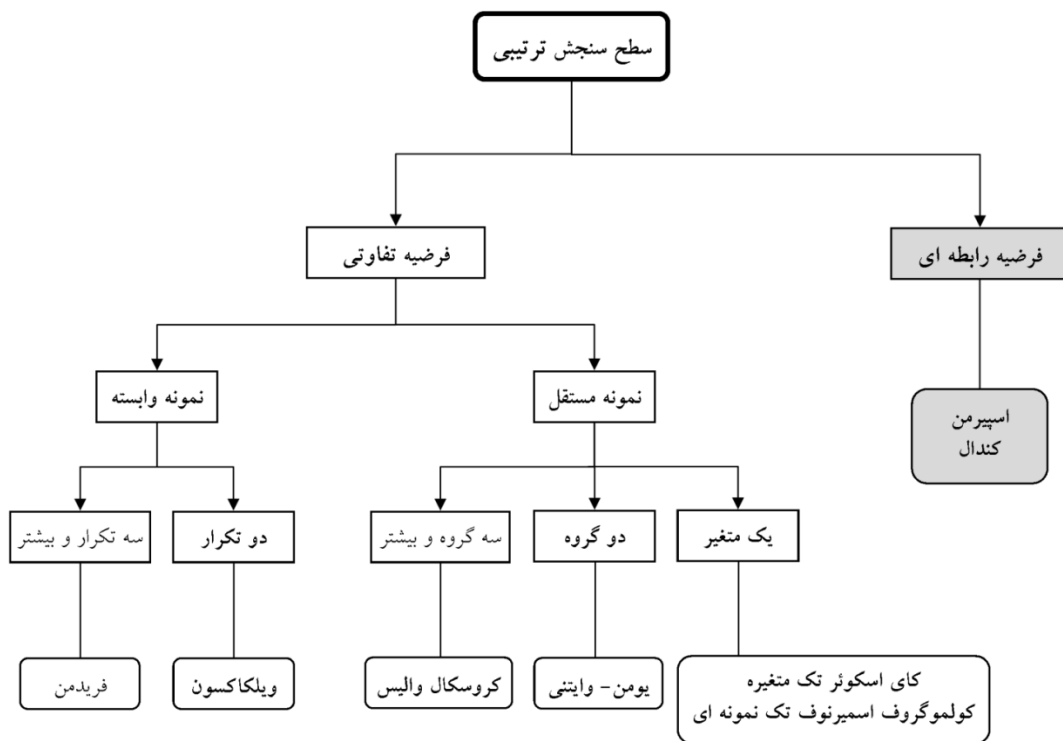 سطح سنجش ترتیبی
فرضیه رابطه ای
فرضیه تفاوتی
اسپیرمن
کندال
نمونه مستقل
نمونه وابسته
یک متغیر
دو گروه
سه گروه و بیشتر
دو تکرار
سه تکرار و بیشتر
کای اسکوئر تک متغیره
کولموگروف اسمیرنوف تک نمونه ای
یومن- وایتنی
کروسکال والیس
ویلکاکسون
فریدمن